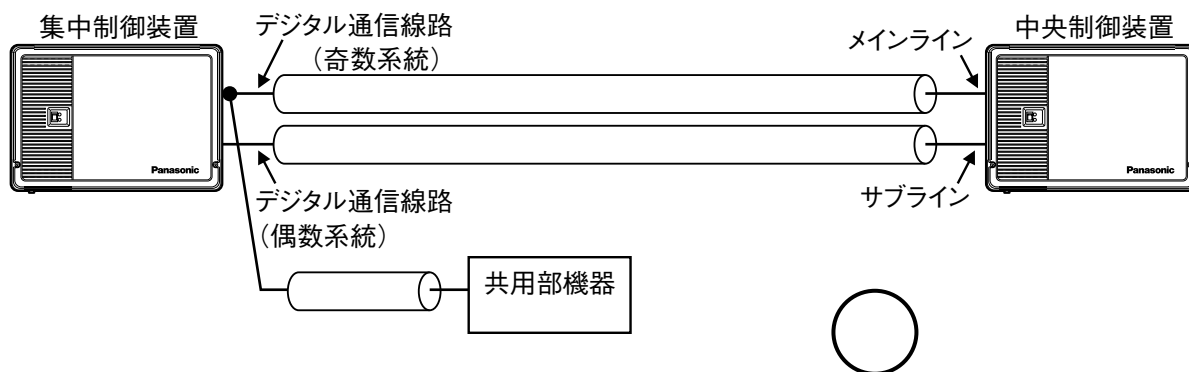 集中制御装置
デジタル通信線路
（奇数系統）
メインライン
中央制御装置
Panasonic
Panasonic
デジタル通信線路
（偶数系統）
サブライン
共用部機器